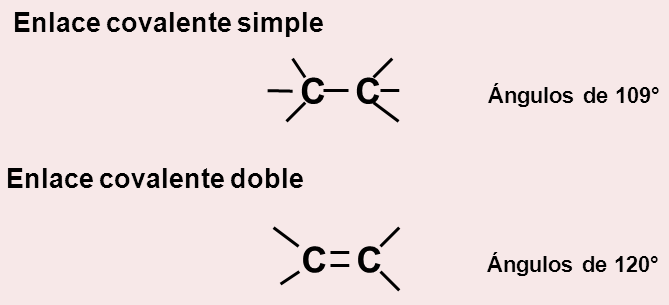 Enlace covalente simple
C C Ángulos de 109°
Enlace covalente doble
C=C Ángulos de 120°